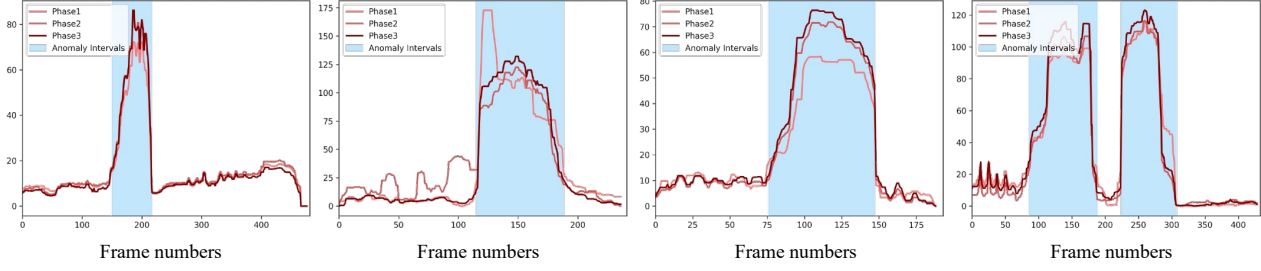 Phase1
Phase2
Phase3
Anomaly Intervals
80
60
40
20
0
0 100 200 300 400
Frame numbers
Phase1
Phase2
Phase3
Anomaly Intervals
175
150
125
100
75
50
25
0
0 50 100 150 200
Frame numbers
Phase1
Phase2
Phase3
Anomaly Intervals
80
70
60
50
40
30
20
10
0
0 25 50 75 100 125 150 175
Frame numbers
Phase1
Phase2
Phase3
Anomaly Intervals
120
100
80
60
40
20
0
0 50 100 150 200 250 300 350 400
Frame numbers